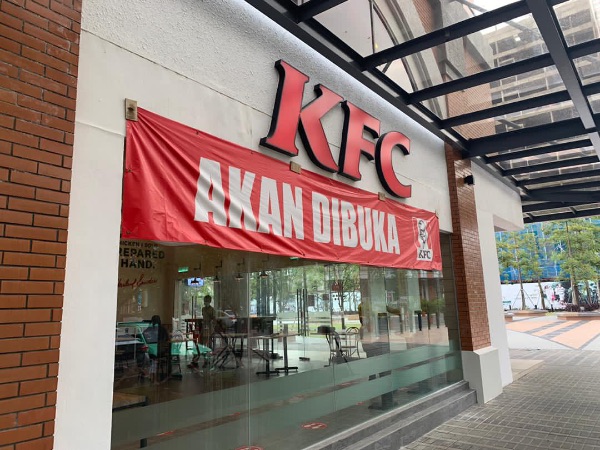 KFC
AKAN DIBUKA
KFC
PREPARED
HAND.